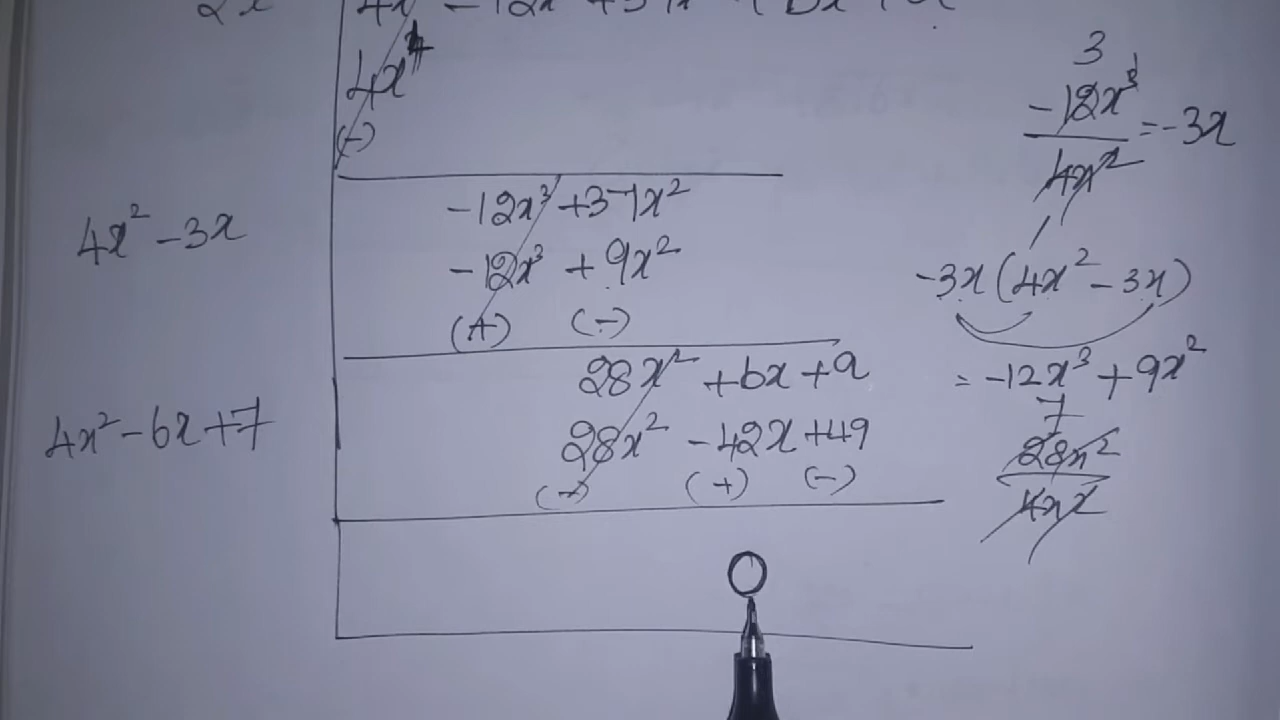 4x⁴
(-)
3
-12x³/4x² = -3x
-12x³ + 37x²
4x² - 3x
-12x³ + 9x²
(+) (-)
-3x(4x² - 3x)
= -12x³ + 9x²
28x² + bx + a
4x² - 6x + 7
28x² - 42x + 49
(-) (+) (-)
7
28x²/4x²
0